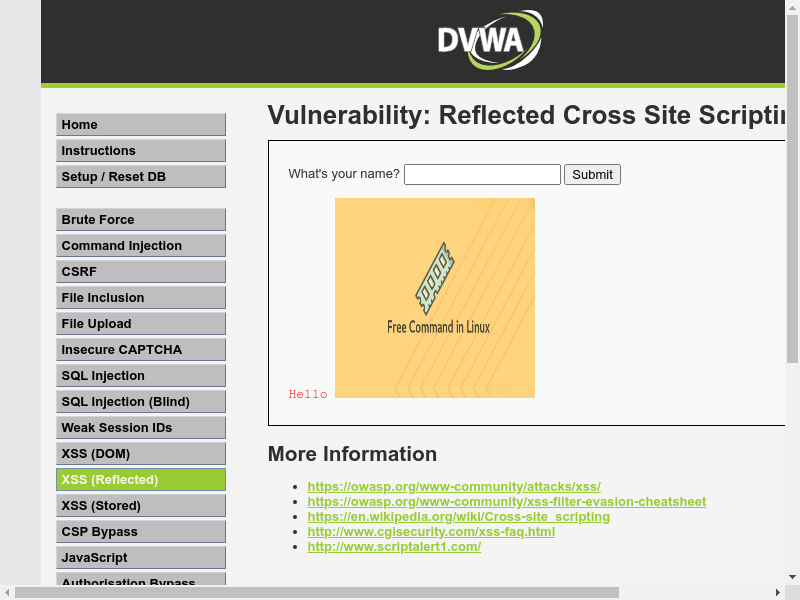 DVWA
Vulnerability: Reflected Cross Site Scriptin
Home
Instructions
Setup / Reset DB
Brute Force
Command Injection
CSRF
File Inclusion
File Upload
Insecure CAPTCHA
SQL Injection
SQL Injection (Blind)
Weak Session IDs
XSS (DOM)
XSS (Reflected)
XSS (Stored)
CSP Bypass
JavaScript
Authorisation Bypass
What's your name? Submit
Free Command in Linux
Hello
More Information
https://owasp.org/www-community/attacks/xss/
https://owasp.org/www-community/xss-filter-evasion-cheatsheet
https://en.wikipedia.org/wiki/Cross-site_scripting
http://www.cgisecurity.com/xss-faq.html
http://www.scriptalert1.com/